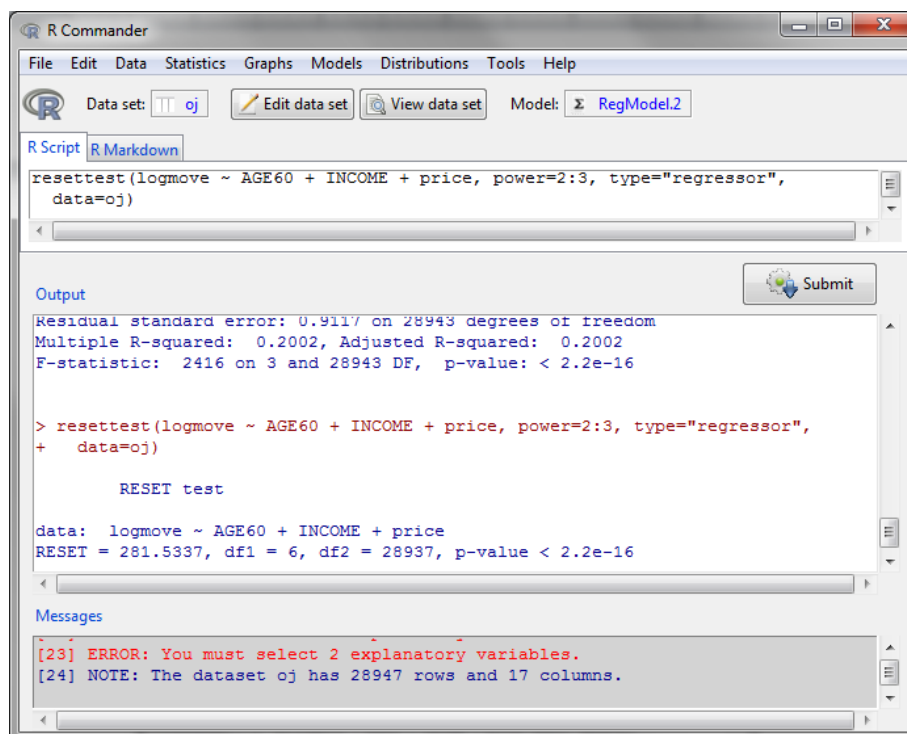 R Commander
File Edit Data Statistics Graphs Models Distributions Tools Help
R Data set: oj Edit data set View data set Model: Σ RegModel.2
R Script R Markdown
resettest(logmove ~ AGE60 + INCOME + price, power=2:3, type="regressor",
data=oj)
Submit
Output
Residual standard error: 0.9117 on 28943 degrees of freedom
Multiple R-squared: 0.2002, Adjusted R-squared: 0.2002
F-statistic: 2416 on 3 and 28943 DF, p-value: < 2.2e-16
> resettest(logmove ~ AGE60 + INCOME + price, power=2:3, type="regressor",
+ data=oj)
RESET test
data: logmove ~ AGE60 + INCOME + price
RESET = 281.5337, df1 = 6, df2 = 28937, p-value < 2.2e-16
Messages
[23] ERROR: You must select 2 explanatory variables.
[24] NOTE: The dataset oj has 28947 rows and 17 columns.